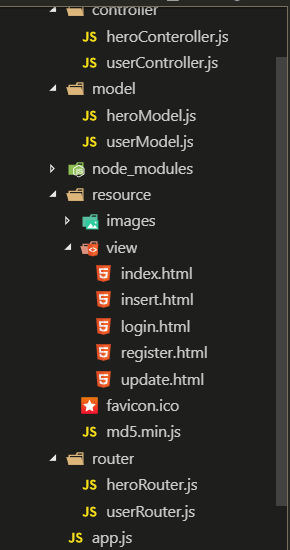 controller
JS heroConteroller.js
JS userController.js
model
JS heroModel.js
JS userModel.js
node_modules
resource
images
view
index.html
insert.html
login.html
register.html
update.html
favicon.ico
JS md5.min.js
router
JS heroRouter.js
JS userRouter.js
JS app.js